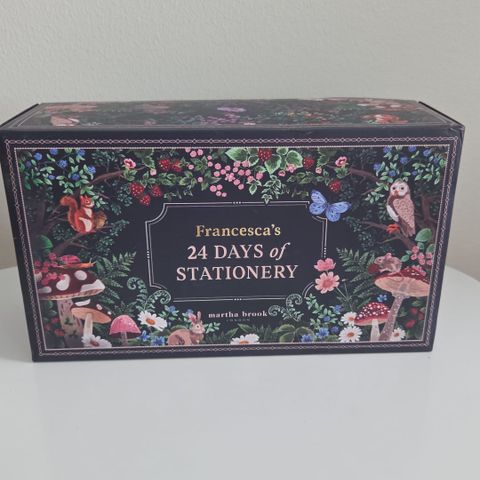 Francesca's
24 DAYS of
STATIONERY
martha brook
LONDON